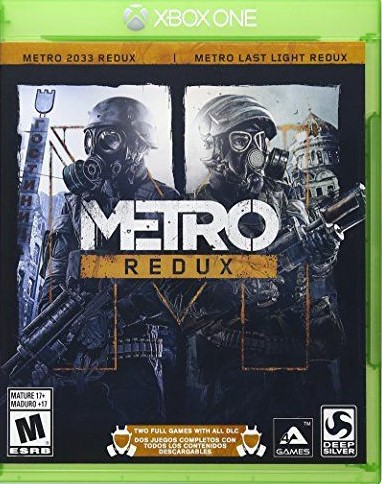 XBOX ONE
METRO 2033 REDUX | METRO LAST LIGHT REDUX
METRO
REDUX
MATURE 17+
MADURO +17
M
ESRB
TWO FULL GAMES WITH ALL DLC
DOS JUEGOS COMPLETOS CON
TODOS LOS CONTENIDOS
DESCARGABLES
4A
GAMES
DEEP
SILVER